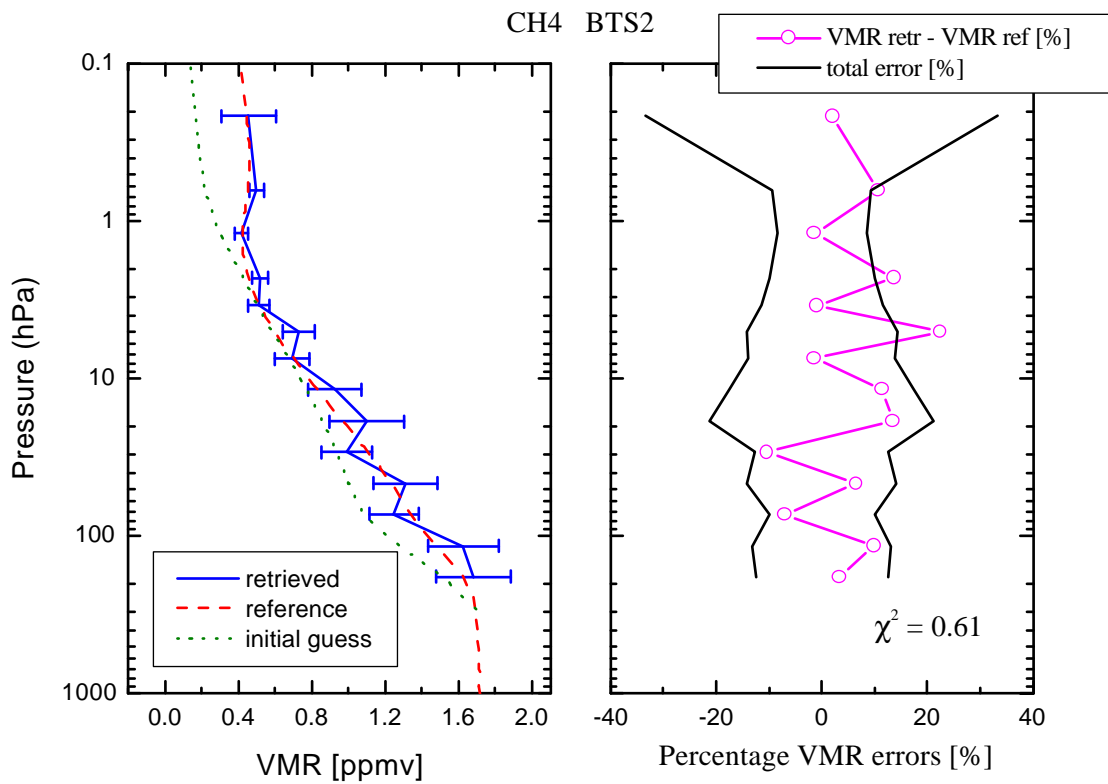 CH4 BTS2
VMR retr - VMR ref [%]
total error [%]
0.1
1
10
100
1000
Pressure (hPa)
retrieved
reference
initial guess
0.0 0.4 0.8 1.2 1.6 2.0
VMR [ppmv]
χ² = 0.61
-40 -20 0 20 40
Percentage VMR errors [%]